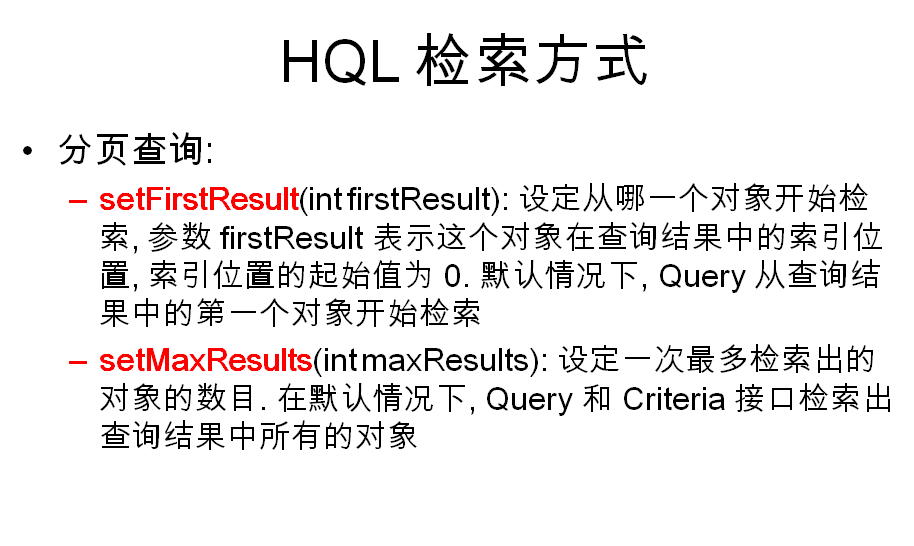 HQL 检索方式
• 分页查询:
– setFirstResult(int firstResult): 设定从哪一个对象开始检
索, 参数 firstResult 表示这个对象在查询结果中的索引位
置, 索引位置的起始值为 0. 默认情况下, Query 从查询结
果中的第一个对象开始检索
– setMaxResults(int maxResults): 设定一次最多检索出的
对象的数目. 在默认情况下, Query 和 Criteria 接口检索出
查询结果中所有的对象